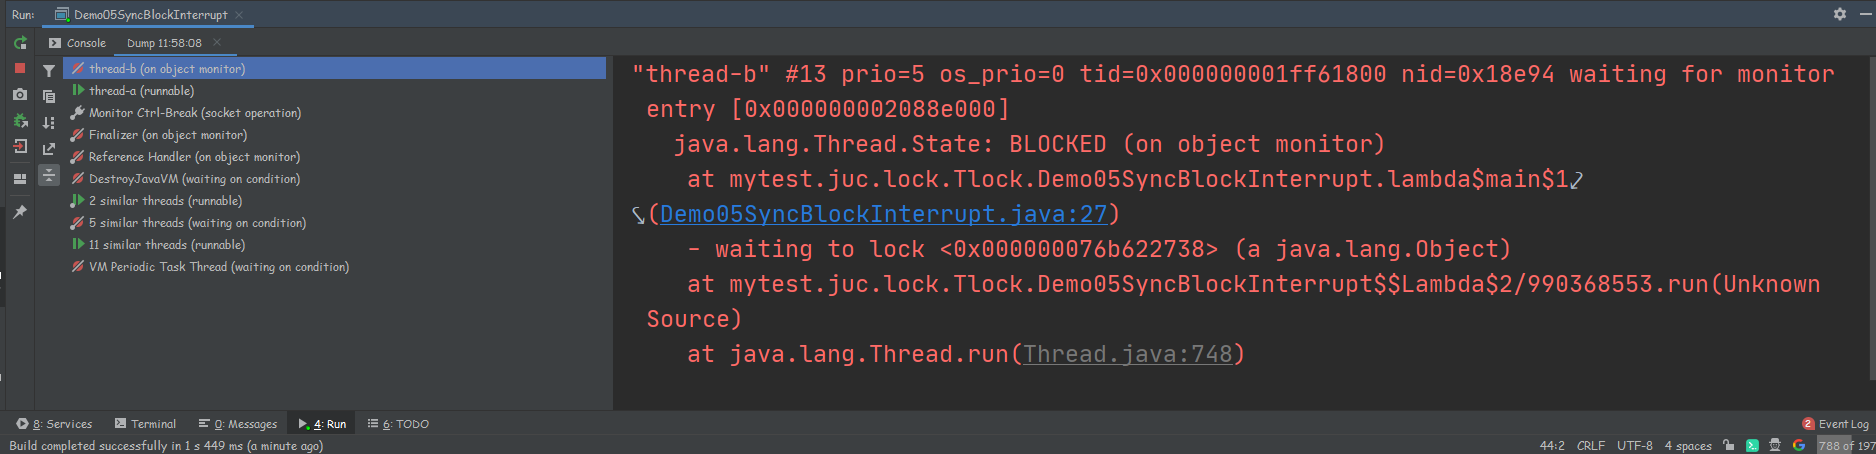 Run: Demo05SyncBlockInterrupt
Console Dump 11:58:08
thread-b (on object monitor)
thread-a (runnable)
Monitor Ctrl-Break (socket operation)
Finalizer (on object monitor)
Reference Handler (on object monitor)
DestroyJavaVM (waiting on condition)
2 similar threads (runnable)
5 similar threads (waiting on condition)
11 similar threads (runnable)
VM Periodic Task Thread (waiting on condition)
"thread-b" #13 prio=5 os_prio=0 tid=0x000000001ff61800 nid=0x18e94 waiting for monitor
entry [0x000000002088e000]
java.lang.Thread.State: BLOCKED (on object monitor)
at mytest.juc.lock.Tlock.Demo05SyncBlockInterrupt.lambda$main$1
(Demo05SyncBlockInterrupt.java:27)
- waiting to lock <0x000000076b622738> (a java.lang.Object)
at mytest.juc.lock.Tlock.Demo05SyncBlockInterrupt$$Lambda$2/990368553.run(Unknown
Source)
at java.lang.Thread.run(Thread.java:748)
8: Services Terminal 0: Messages 4: Run 6: TODO 2 Event Log
Build completed successfully in 1 s 449 ms (a minute ago) 44:2 CRLF UTF-8 4 spaces G 788 of 197